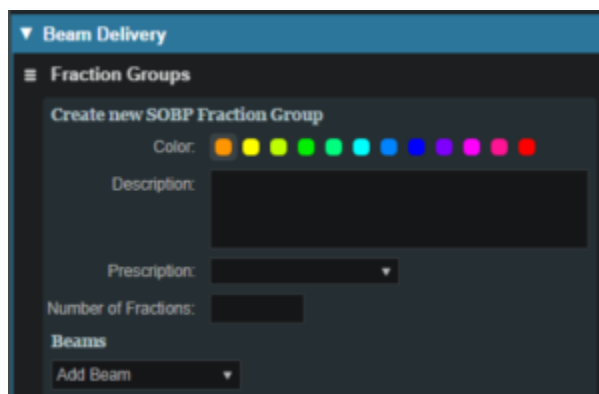 Beam Delivery
Fraction Groups
Create new SOBP Fraction Group
Color:
Description:
Prescription:
Number of Fractions:
Beams
Add Beam